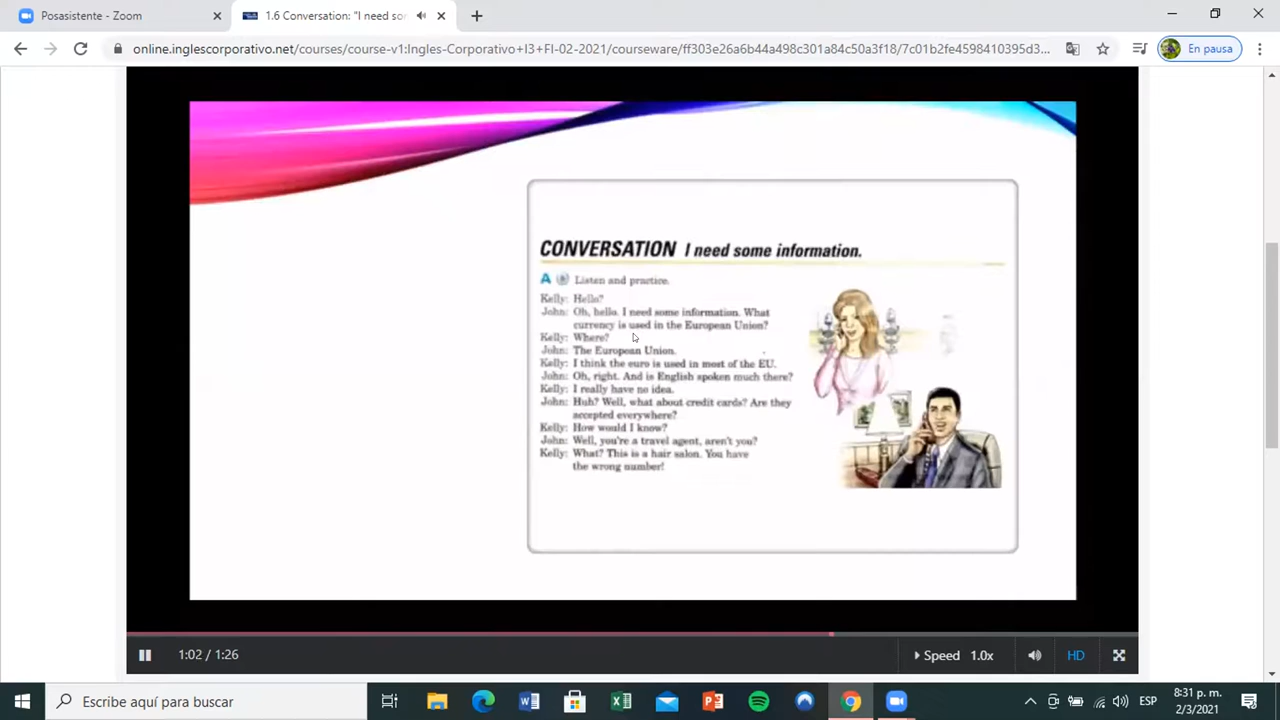 Posasistente - Zoom
1.6 Conversation: "I need sor
online.inglescorporativo.net/courses/course-v1:Ingles-Corporativo+I3+FI-02-2021/courseware/ff303e26a6b44a498c301a84c50a3f18/7c01b2fe4598410395d3...
En pausa
CONVERSATION I need some information.
A Listen and practice.
Kelly: Hello?
John: Oh, hello. I need some information. What
currency is used in the European Union?
Kelly: Where?
John: The European Union.
Kelly: I think the euro is used in most of the EU.
John: Oh, right. And is English spoken much there?
Kelly: I really have no idea.
John: Huh? Well, what about credit cards? Are they
accepted everywhere?
Kelly: How would I know?
John: Well, you're a travel agent, aren't you?
Kelly: What? This is a hair salon. You have
the wrong number!
1:02 / 1:26
Speed 1.0x
HD
Escribe aquí para buscar
ESP
8:31 p. m.
2/3/2021